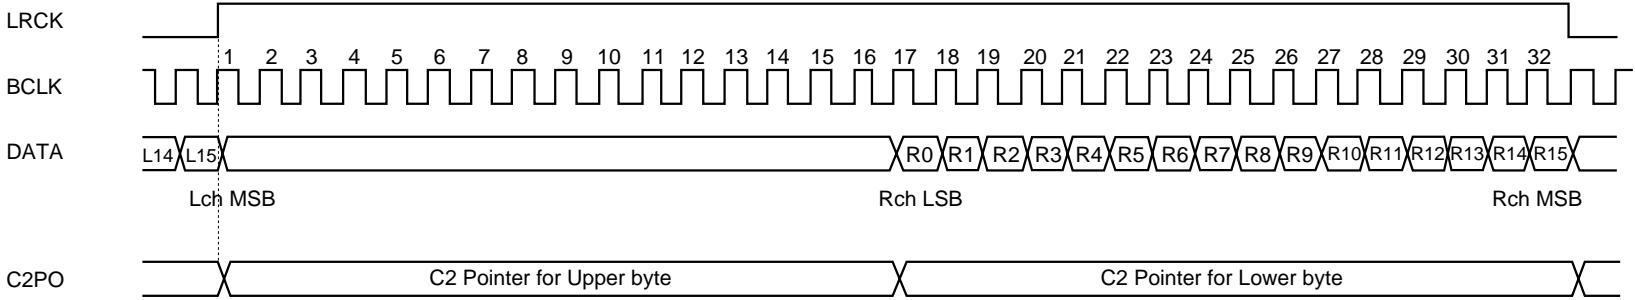 LRCK
1 2 3 4 5 6 7 8 9 10 11 12 13 14 15 16 17 18 19 20 21 22 23 24 25 26 27 28 29 30 31 32
BCLK
DATA L14 L15 R0 R1 R2 R3 R4 R5 R6 R7 R8 R9 R10 R11 R12 R13 R14 R15
Lch MSB Rch LSB Rch MSB
C2PO C2 Pointer for Upper byte C2 Pointer for Lower byte